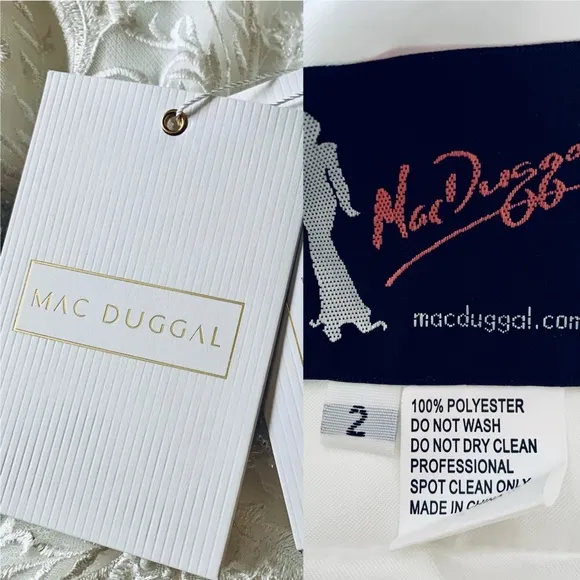 MAC DUGGAL
Mac Duggal
macduggal.com
2
100% POLYESTER
DO NOT WASH
DO NOT DRY CLEAN
PROFESSIONAL
SPOT CLEAN ONLY
MADE IN